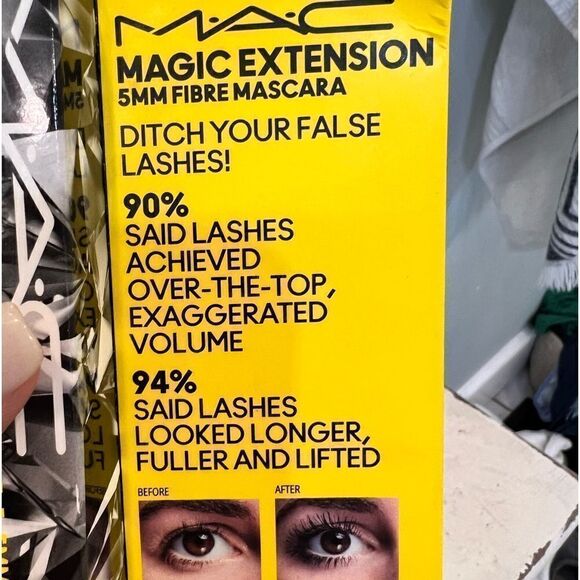 MAC
MAGIC EXTENSION
5MM FIBRE MASCARA
DITCH YOUR FALSE
LASHES!
90%
SAID LASHES
ACHIEVED
OVER-THE-TOP,
EXAGGERATED
VOLUME
94%
SAID LASHES
LOOKED LONGER,
FULLER AND LIFTED
BEFORE
AFTER